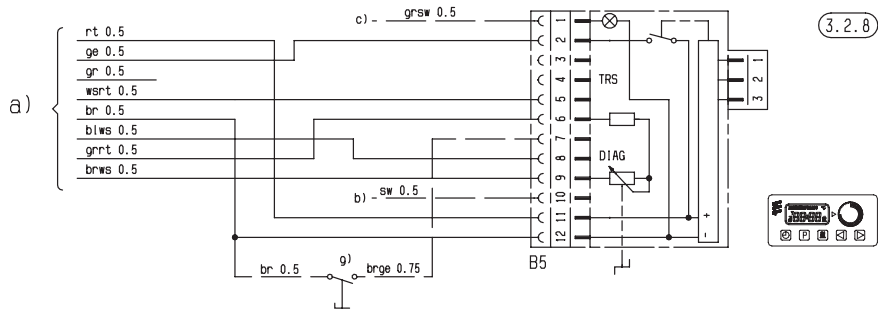 c) grsw 0.5
3.2.8
a)
rt 0.5
ge 0.5
gr 0.5
wsrt 0.5
br 0.5
blws 0.5
grrt 0.5
brws 0.5
b) sw 0.5
g)
br 0.5
brge 0.75
1
2
3
4
5
6
7
8
9
10
11
12
B5
TRS
DIAG
+
-
1
2
3
P